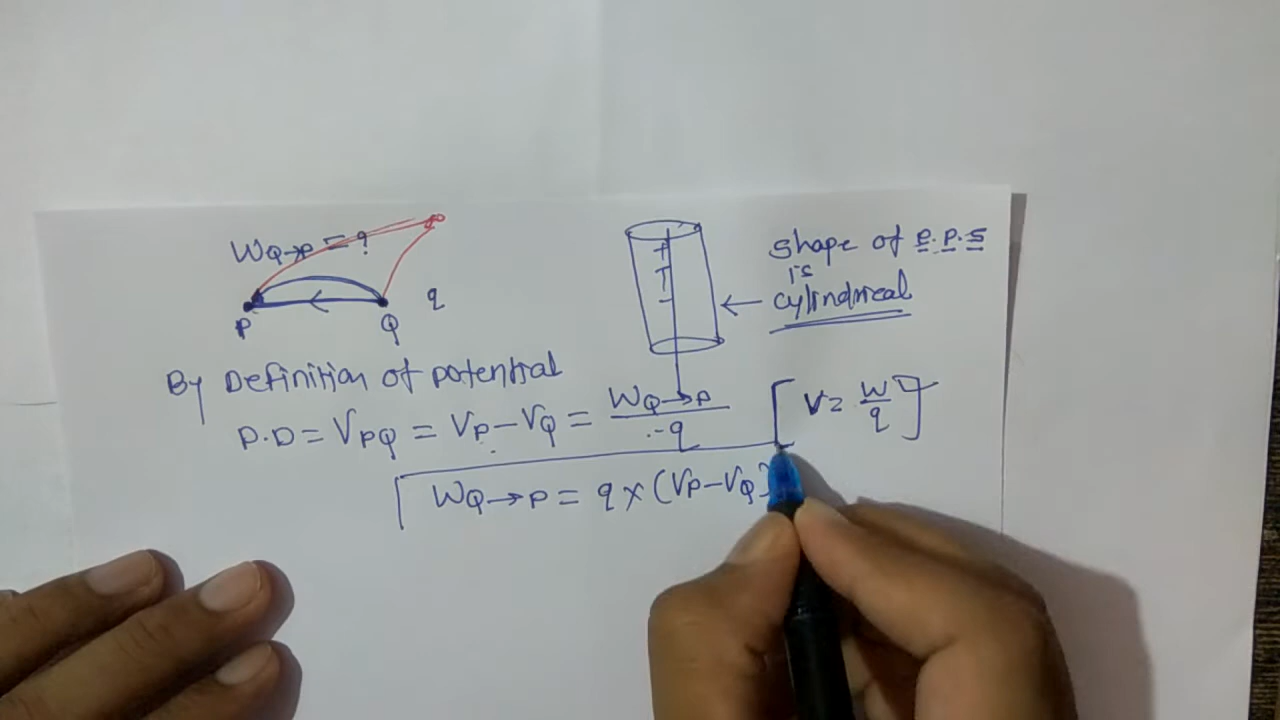 WQ→P = ?
P
Q
q
shape of e.p.s
is
cylindrical
By Definition of potential
P.D = VPQ = VP - VQ = WQ→P / q
[V = W/q]
WQ→P = q × (VP - VQ)